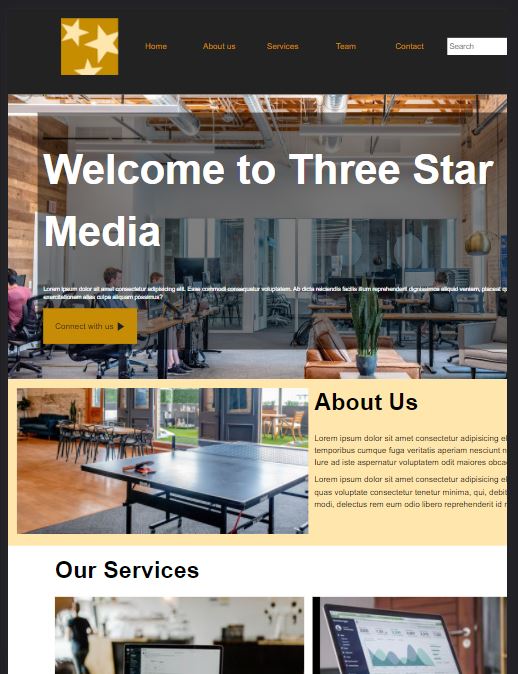 Home About us Services Team Contact Search
Welcome to Three Star
Media
Lorem ipsum dolor sit amet consectetur adipisicing elit. Esse commodi consequatur voluptatem. Ab dicta reiciendis facilis illum reprehenderit dignissimos aliquid veniam, placeat
exercitationem alias culpa aliquam possimus?
Connect with us
About Us
Lorem ipsum dolor sit amet consectetur adipisicing el
temporibus cumque fuga veritatis aperiam nesciunt
Iure ad iste aspernatur voluptatem odit maiores obca
Lorem ipsum dolor sit amet consectetur adipisicing el
quas voluptate consectetur tenetur minima, qui, debit
modi, delectus rem eum odio libero reprehenderit id
Our Services